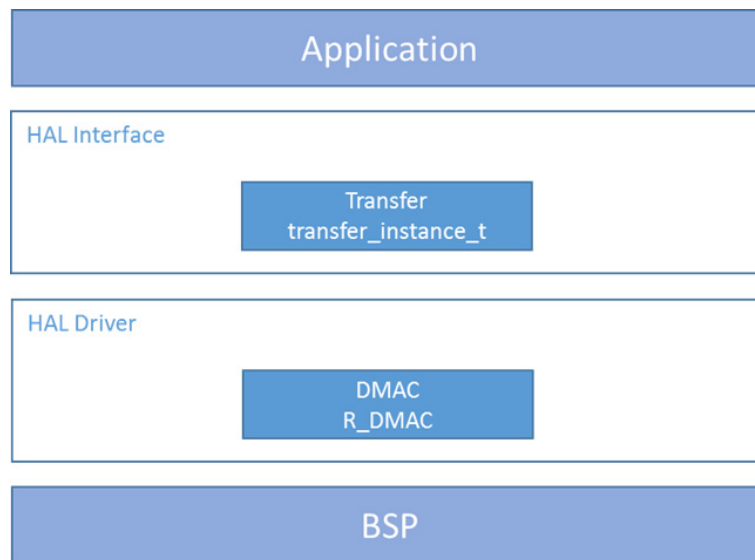 Application
HAL Interface
Transfer
transfer_instance_t
HAL Driver
DMAC
R_DMAC
BSP